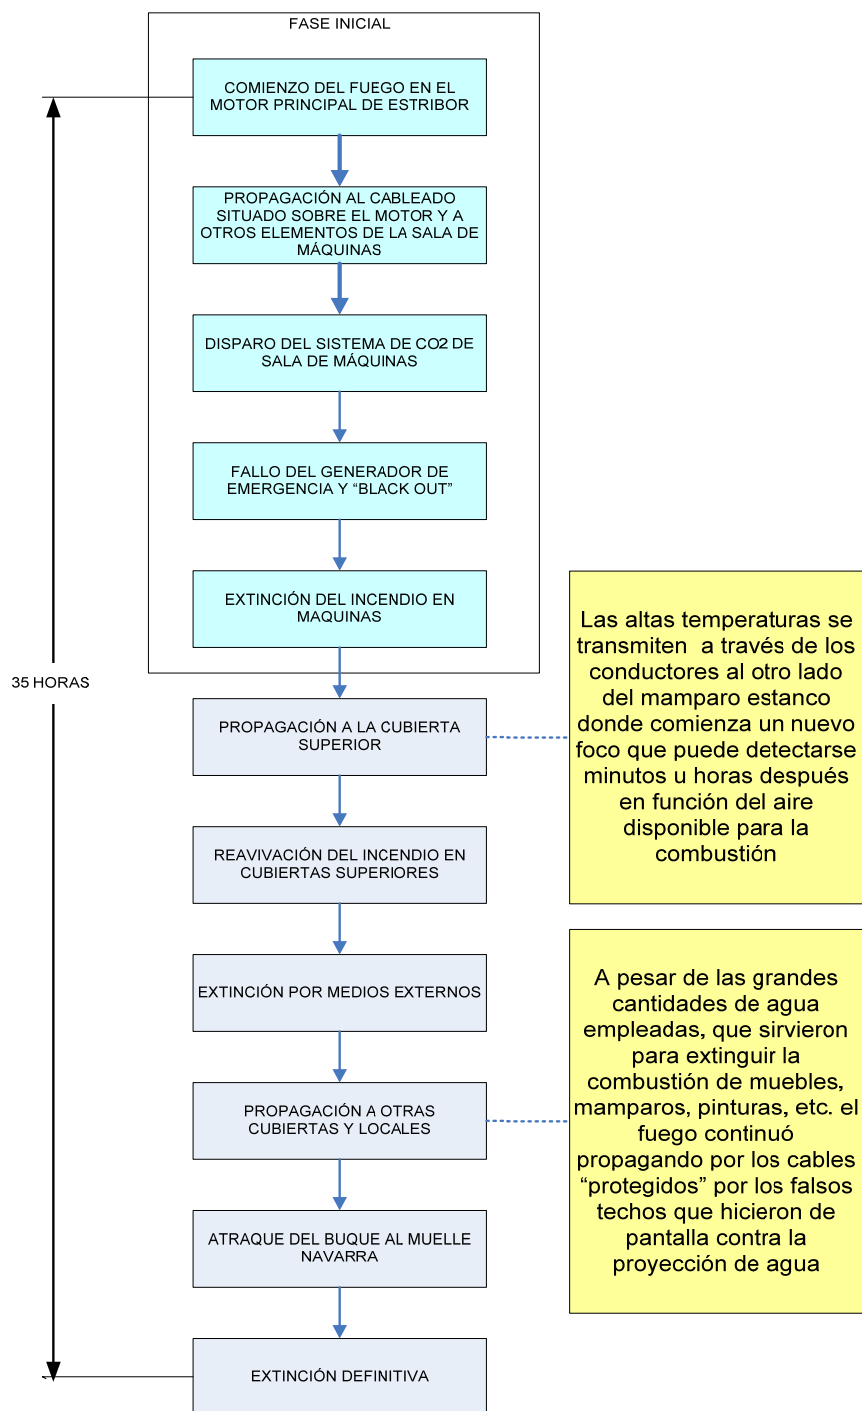 FASE INICIAL
COMIENZO DEL FUEGO EN EL
MOTOR PRINCIPAL DE ESTRIBOR
PROPAGACIÓN AL CABLEADO
SITUADO SOBRE EL MOTOR Y A
OTROS ELEMENTOS DE LA SALA DE
MÁQUINAS
DISPARO DEL SISTEMA DE CO2 DE
SALA DE MÁQUINAS
FALLO DEL GENERADOR DE
EMERGENCIA Y “BLACK OUT”
EXTINCIÓN DEL INCENDIO EN
MAQUINAS
35 HORAS
PROPAGACIÓN A LA CUBIERTA
SUPERIOR
Las altas temperaturas se
transmiten a través de los
conductores al otro lado
del mamparo estanco
donde comienza un nuevo
foco que puede detectarse
minutos u horas después
en función del aire
disponible para la
combustión
REAVIVACIÓN DEL INCENDIO EN
CUBIERTAS SUPERIORES
EXTINCIÓN POR MEDIOS EXTERNOS
PROPAGACIÓN A OTRAS
CUBIERTAS Y LOCALES
A pesar de las grandes
cantidades de agua
empleadas, que sirvieron
para extinguir la
combustión de muebles,
mamparos, pinturas, etc. el
fuego continuó
propagando por los cables
“protegidos” por los falsos
techos que hicieron de
pantalla contra la
proyección de agua
ATRAQUE DEL BUQUE AL MUELLE
NAVARRA
EXTINCIÓN DEFINITIVA